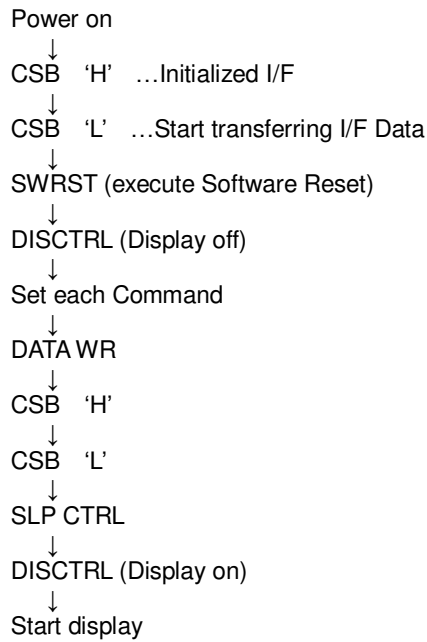 Power on
↓
CSB 'H' …Initialized I/F
↓
CSB 'L' …Start transferring I/F Data
↓
SWRST (execute Software Reset)
↓
DISCTRL (Display off)
↓
Set each Command
↓
DATA WR
↓
CSB 'H'
↓
CSB 'L'
↓
SLP CTRL
↓
DISCTRL (Display on)
↓
Start display